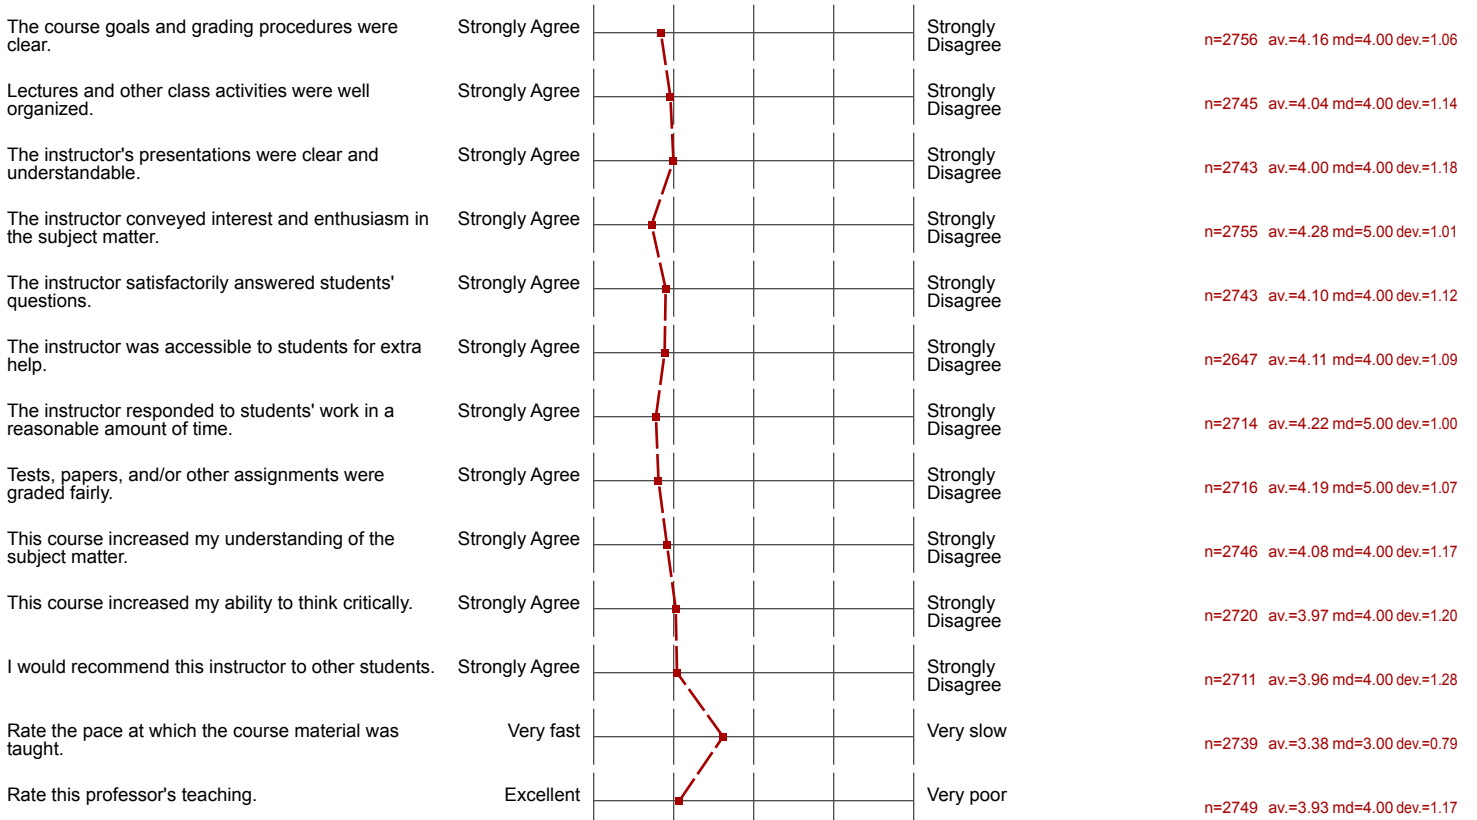 The course goals and grading procedures were
clear.
Strongly Agree
Strongly
Disagree
n=2756 av.=4.16 md=4.00 dev.=1.06
Lectures and other class activities were well
organized.
Strongly Agree
Strongly
Disagree
n=2745 av.=4.04 md=4.00 dev.=1.14
The instructor's presentations were clear and
understandable.
Strongly Agree
Strongly
Disagree
n=2743 av.=4.00 md=4.00 dev.=1.18
The instructor conveyed interest and enthusiasm in
the subject matter.
Strongly Agree
Strongly
Disagree
n=2755 av.=4.28 md=5.00 dev.=1.01
The instructor satisfactorily answered students'
questions.
Strongly Agree
Strongly
Disagree
n=2743 av.=4.10 md=4.00 dev.=1.12
The instructor was accessible to students for extra
help.
Strongly Agree
Strongly
Disagree
n=2647 av.=4.11 md=4.00 dev.=1.09
The instructor responded to students' work in a
reasonable amount of time.
Strongly Agree
Strongly
Disagree
n=2714 av.=4.22 md=5.00 dev.=1.00
Tests, papers, and/or other assignments were
graded fairly.
Strongly Agree
Strongly
Disagree
n=2716 av.=4.19 md=5.00 dev.=1.07
This course increased my understanding of the
subject matter.
Strongly Agree
Strongly
Disagree
n=2746 av.=4.08 md=4.00 dev.=1.17
This course increased my ability to think critically.
Strongly Agree
Strongly
Disagree
n=2720 av.=3.97 md=4.00 dev.=1.20
I would recommend this instructor to other students.
Strongly Agree
Strongly
Disagree
n=2711 av.=3.96 md=4.00 dev.=1.28
Rate the pace at which the course material was
taught.
Very fast
Very slow
n=2739 av.=3.38 md=3.00 dev.=0.79
Rate this professor's teaching.
Excellent
Very poor
n=2749 av.=3.93 md=4.00 dev.=1.17